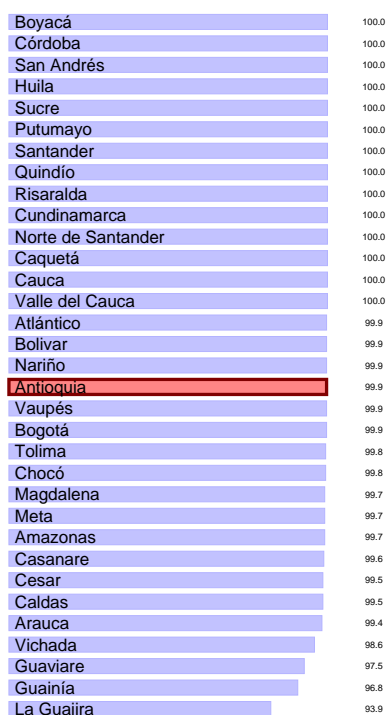 Boyacá 100.0
Córdoba 100.0
San Andrés 100.0
Huila 100.0
Sucre 100.0
Putumayo 100.0
Santander 100.0
Quindío 100.0
Risaralda 100.0
Cundinamarca 100.0
Norte de Santander 100.0
Caquetá 100.0
Cauca 100.0
Valle del Cauca 100.0
Atlántico 99.9
Bolivar 99.9
Nariño 99.9
Antioquia 99.9
Vaupés 99.9
Bogotá 99.9
Tolima 99.8
Chocó 99.8
Magdalena 99.7
Meta 99.7
Amazonas 99.7
Casanare 99.6
Cesar 99.5
Caldas 99.5
Arauca 99.4
Vichada 98.6
Guaviare 97.5
Guainía 96.8
La Guajira 93.9